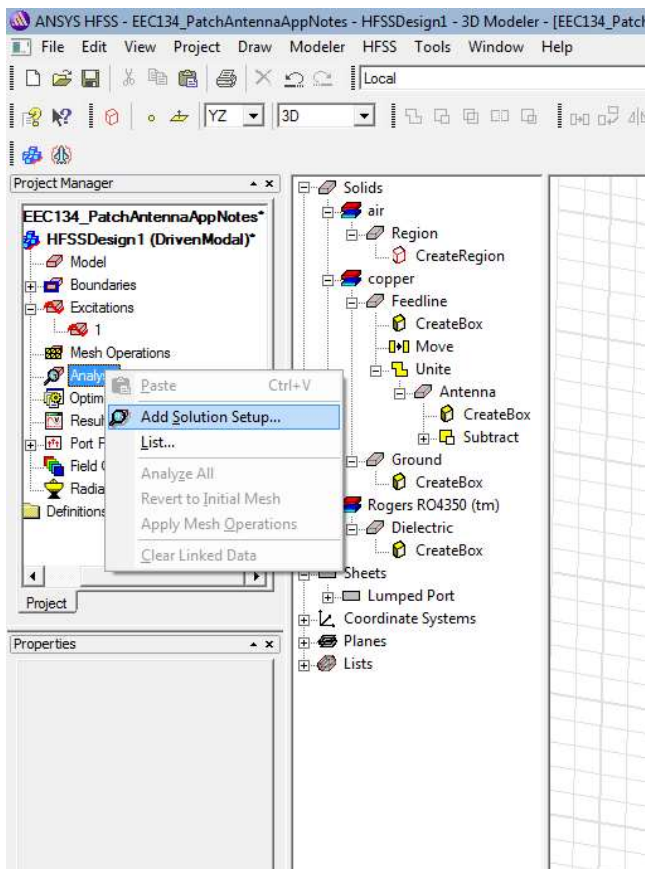 ANSYS HFSS - EEC134_PatchAntennaAppNotes - HFSSDesign1 - 3D Modeler - [EEC134_Patch
File Edit View Project Draw Modeler HFSS Tools Window Help
Local
YZ 3D
Project Manager
EEC134_PatchAntennaAppNotes*
HFSSDesign1 (DrivenModal)*
Model
Boundaries
Excitations
1
Mesh Operations
Analy
Optim
Resul
Port F
Field
Radia
Definitions
Project
Properties
Paste Ctrl+V
Add Solution Setup...
List...
Analyze All
Revert to Initial Mesh
Apply Mesh Operations
Clear Linked Data
Solids
air
Region
CreateRegion
copper
Feedline
CreateBox
Move
Unite
Antenna
CreateBox
Subtract
Ground
CreateBox
Rogers RO4350 (tm)
Dielectric
CreateBox
Sheets
Lumped Port
Coordinate Systems
Planes
Lists